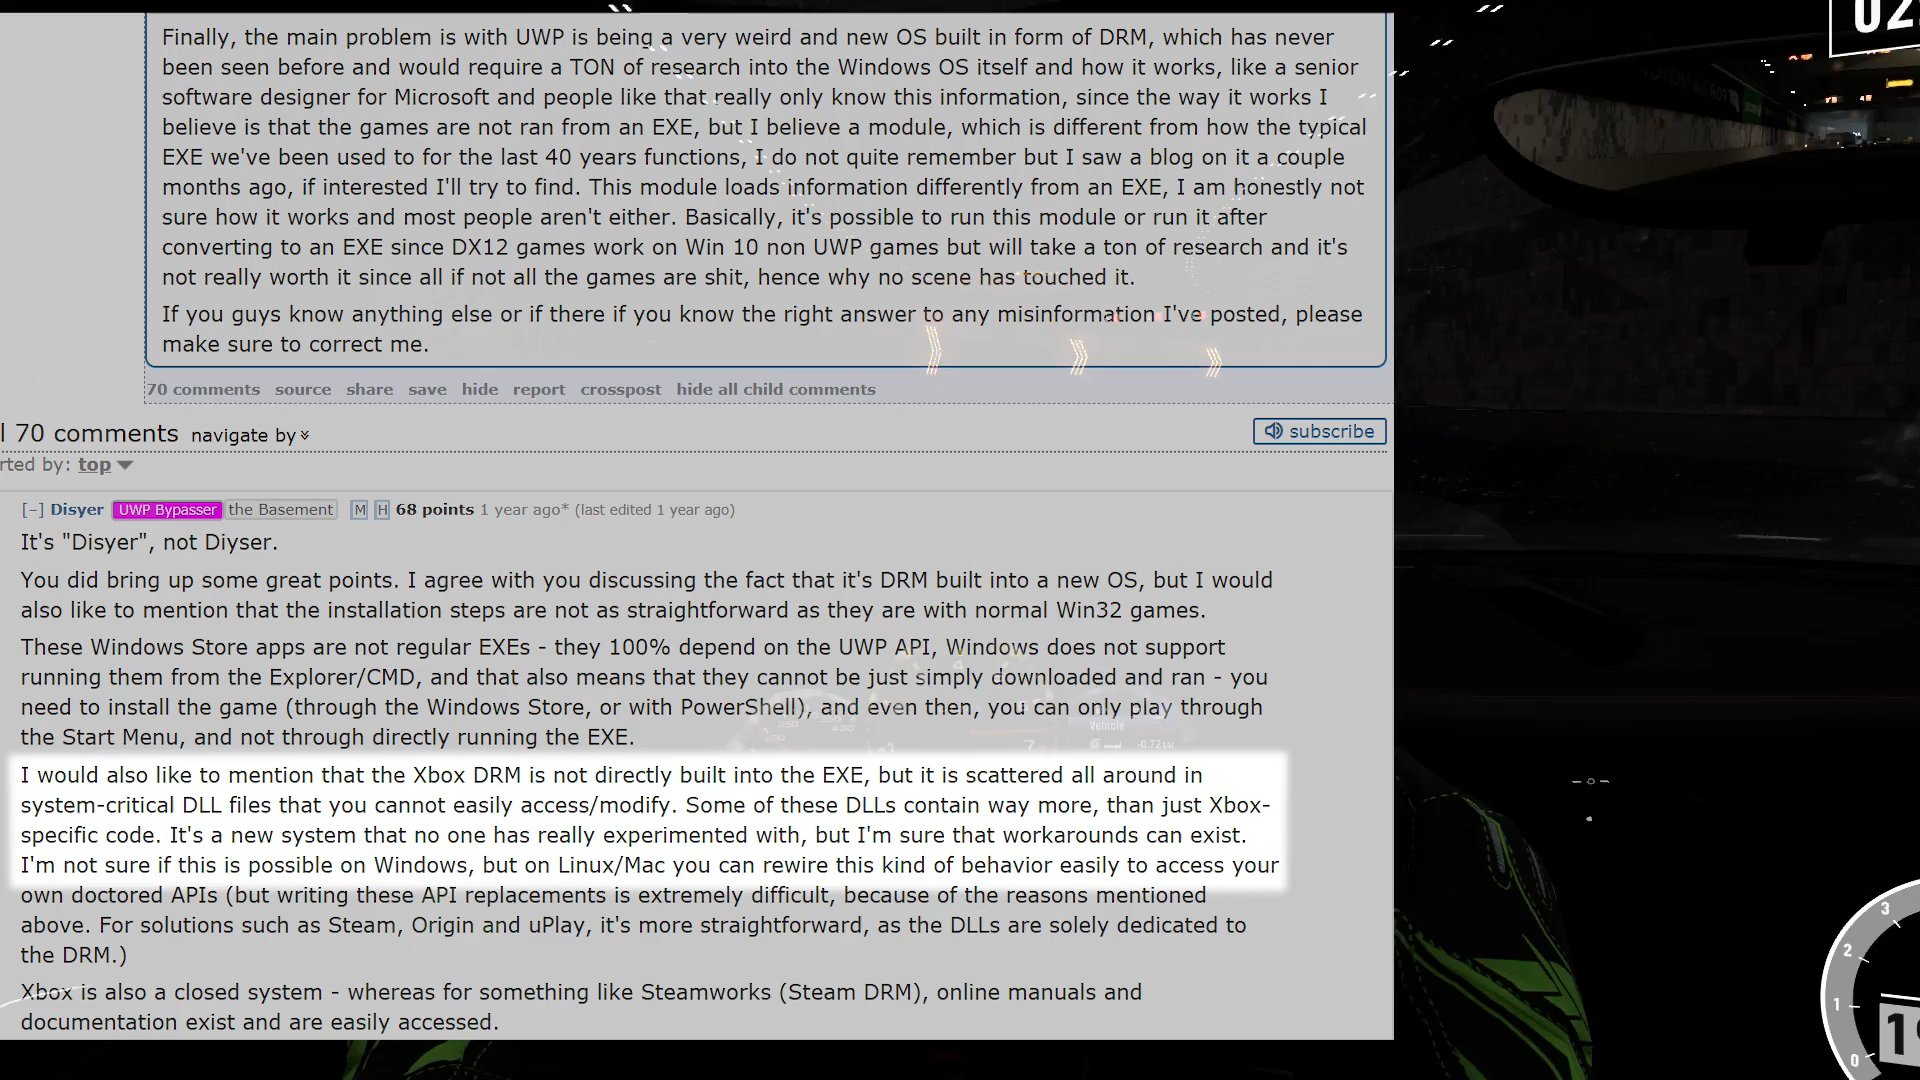 Finally, the main problem is with UWP is being a very weird and new OS built in form of DRM, which has never
been seen before and would require a TON of research into the Windows OS itself and how it works, like a senior
software designer for Microsoft and people like that really only know this information, since the way it works I
believe is that the games are not ran from an EXE, but I believe a module, which is different from how the typical
EXE we've been used to for the last 40 years functions, I do not quite remember but I saw a blog on it a couple
months ago, if interested I'll try to find. This module loads information differently from an EXE, I am honestly not
sure how it works and most people aren't either. Basically, it's possible to run this module or run it after
converting to an EXE since DX12 games work on Win 10 non UWP games but will take a ton of research and it's
not really worth it since all if not all the games are shit, hence why no scene has touched it.
If you guys know anything else or if there if you know the right answer to any misinformation I've posted, please
make sure to correct me.
70 comments source share save hide report crosspost hide all child comments
l 70 comments navigate by
subscribe
rted by: top
[–] Disyer UWP Bypasser the Basement M H 68 points 1 year ago* (last edited 1 year ago)
It's "Disyer", not Diyser.
You did bring up some great points. I agree with you discussing the fact that it's DRM built into a new OS, but I would
also like to mention that the installation steps are not as straightforward as they are with normal Win32 games.
These Windows Store apps are not regular EXEs - they 100% depend on the UWP API, Windows does not support
running them from the Explorer/CMD, and that also means that they cannot be just simply downloaded and ran - you
need to install the game (through the Windows Store, or with PowerShell), and even then, you can only play through
the Start Menu, and not through directly running the EXE.
I would also like to mention that the Xbox DRM is not directly built into the EXE, but it is scattered all around in
system-critical DLL files that you cannot easily access/modify. Some of these DLLs contain way more, than just Xbox-
specific code. It's a new system that no one has really experimented with, but I'm sure that workarounds can exist.
I'm not sure if this is possible on Windows, but on Linux/Mac you can rewire this kind of behavior easily to access your
own doctored APIs (but writing these API replacements is extremely difficult, because of the reasons mentioned
above. For solutions such as Steam, Origin and uPlay, it's more straightforward, as the DLLs are solely dedicated to
the DRM.)
Xbox is also a closed system - whereas for something like Steamworks (Steam DRM), online manuals and
documentation exist and are easily accessed.
Vehicle
-0.72 bar
7
3
2
1
0